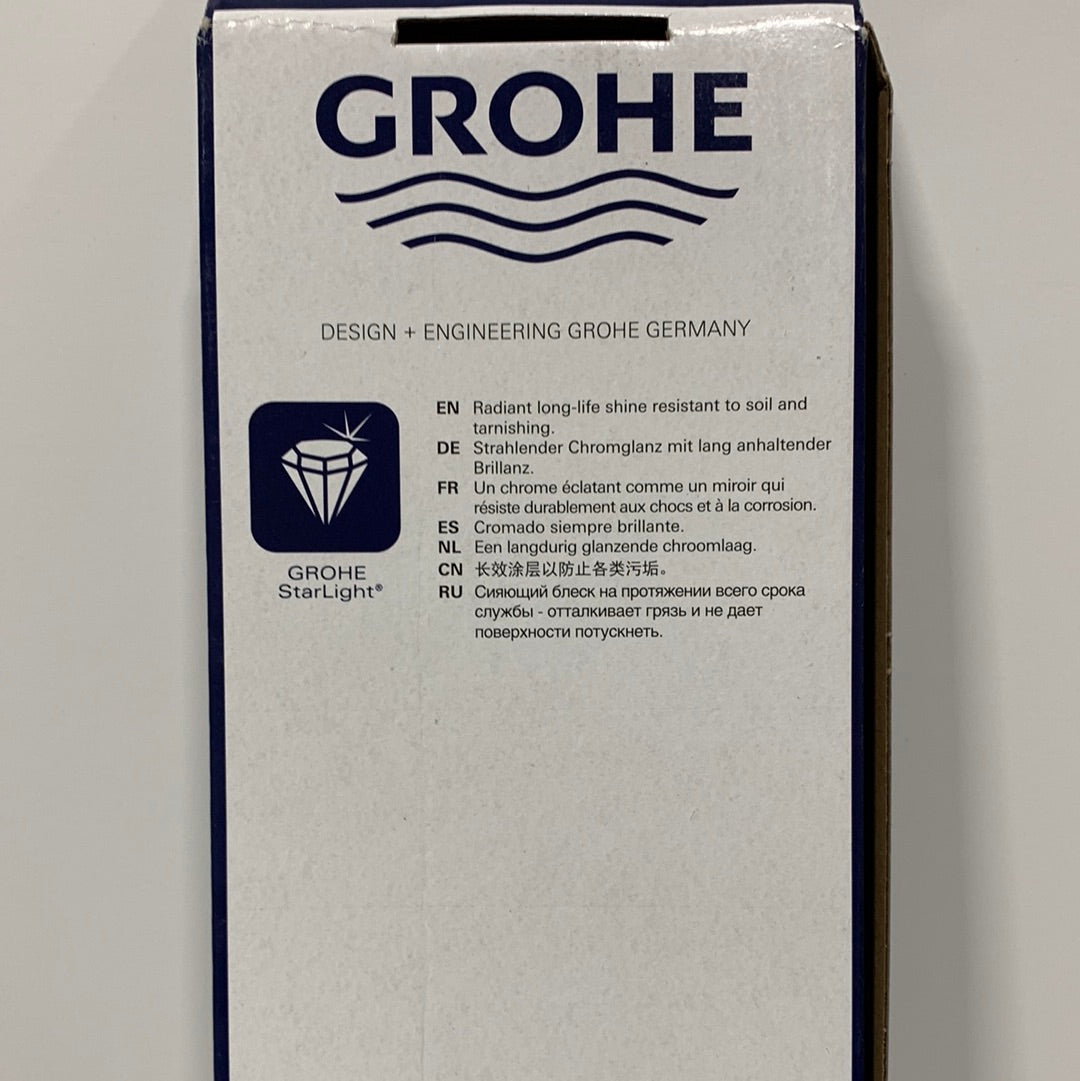 GROHE
DESIGN + ENGINEERING GROHE GERMANY
GROHE
StarLight®
EN Radiant long-life shine resistant to soil and
tarnishing.
DE Strahlender Chromglanz mit lang anhaltender
Brillanz.
FR Un chrome éclatant comme un miroir qui
résiste durablement aux chocs et à la corrosion.
ES Cromado siempre brillante.
NL Een langdurig glanzende chroomlaag.
CN 长效涂层以防止各类污垢。
RU Сияющий блеск на протяжении всего срока
службы - отталкивает грязь и не дает
поверхности потускнеть.